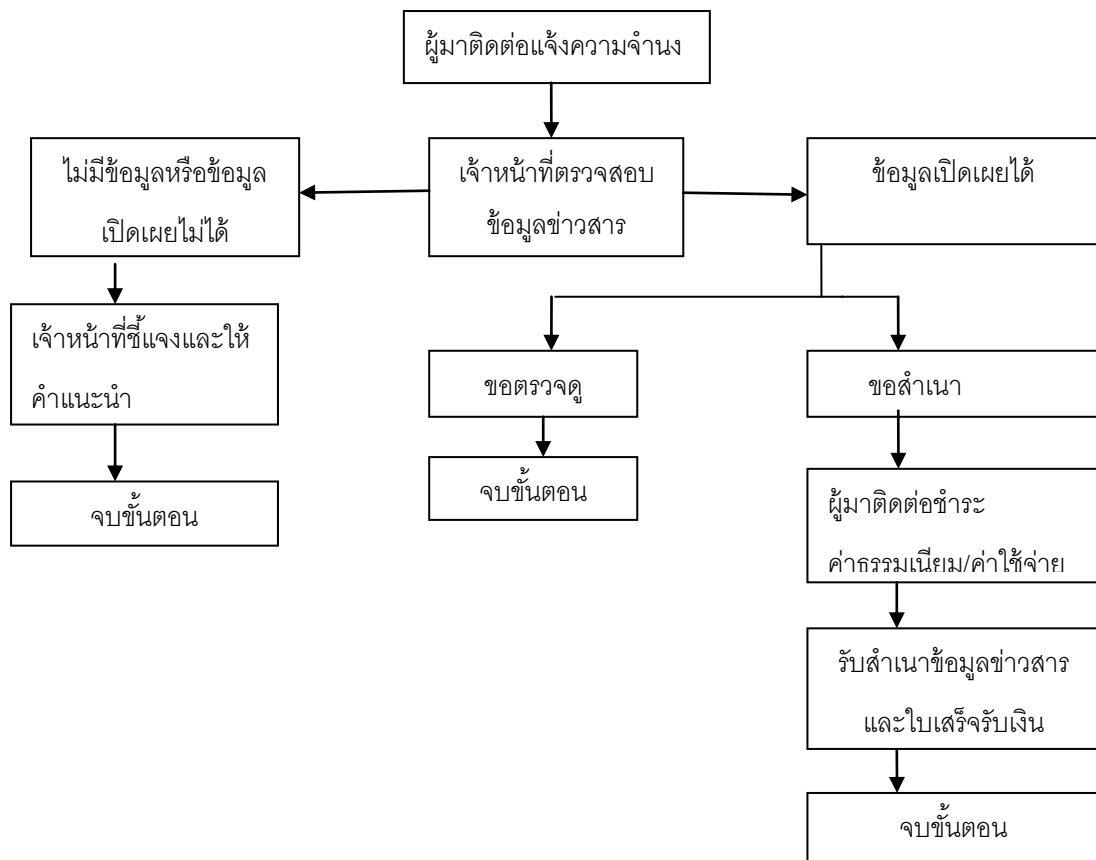 ผู้มาติดต่อแจ้งความจำนง
ไม่มีข้อมูลหรือข้อมูล
เปิดเผยไม่ได้
เจ้าหน้าที่ตรวจสอบ
ข้อมูลข่าวสาร
ข้อมูลเปิดเผยได้
เจ้าหน้าที่ชี้แจงและให้
คำแนะนำ
ขอตรวจดู
ขอสำเนา
จบขั้นตอน
จบขั้นตอน
ผู้มาติดต่อชำระ
ค่าธรรมเนียม/ค่าใช้จ่าย
รับสำเนาข้อมูลข่าวสาร
และใบเสร็จรับเงิน
จบขั้นตอน